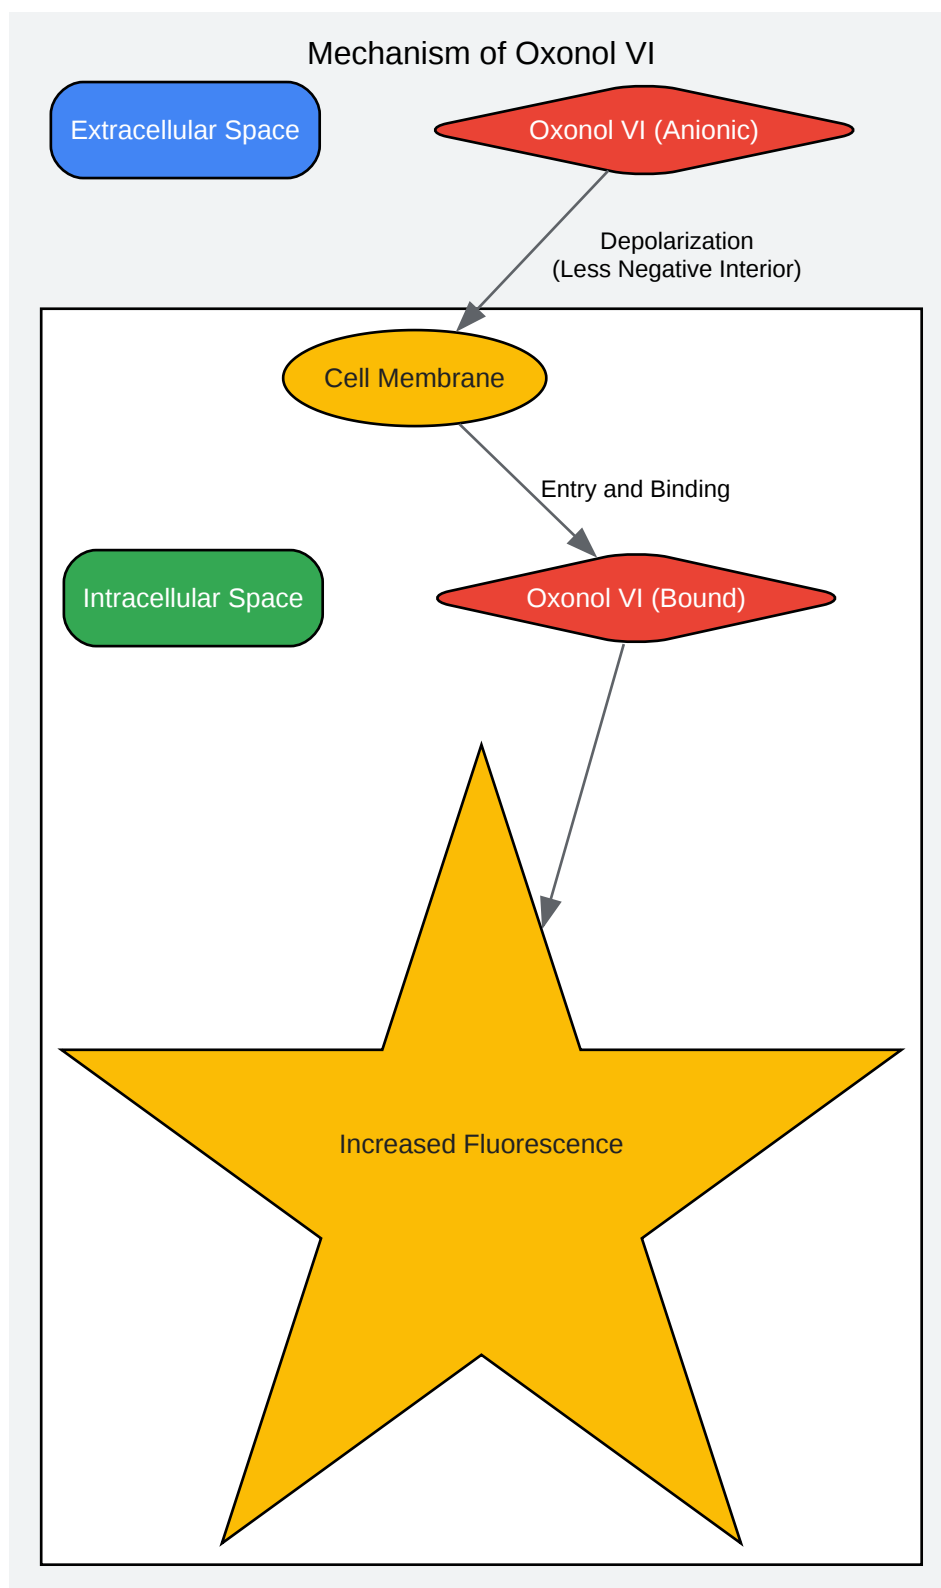 Mechanism of Oxonol VI
Extracellular Space
Oxonol VI (Anionic)
Depolarization
(Less Negative Interior)
Cell Membrane
Entry and Binding
Intracellular Space
Oxonol VI (Bound)
Increased Fluorescence